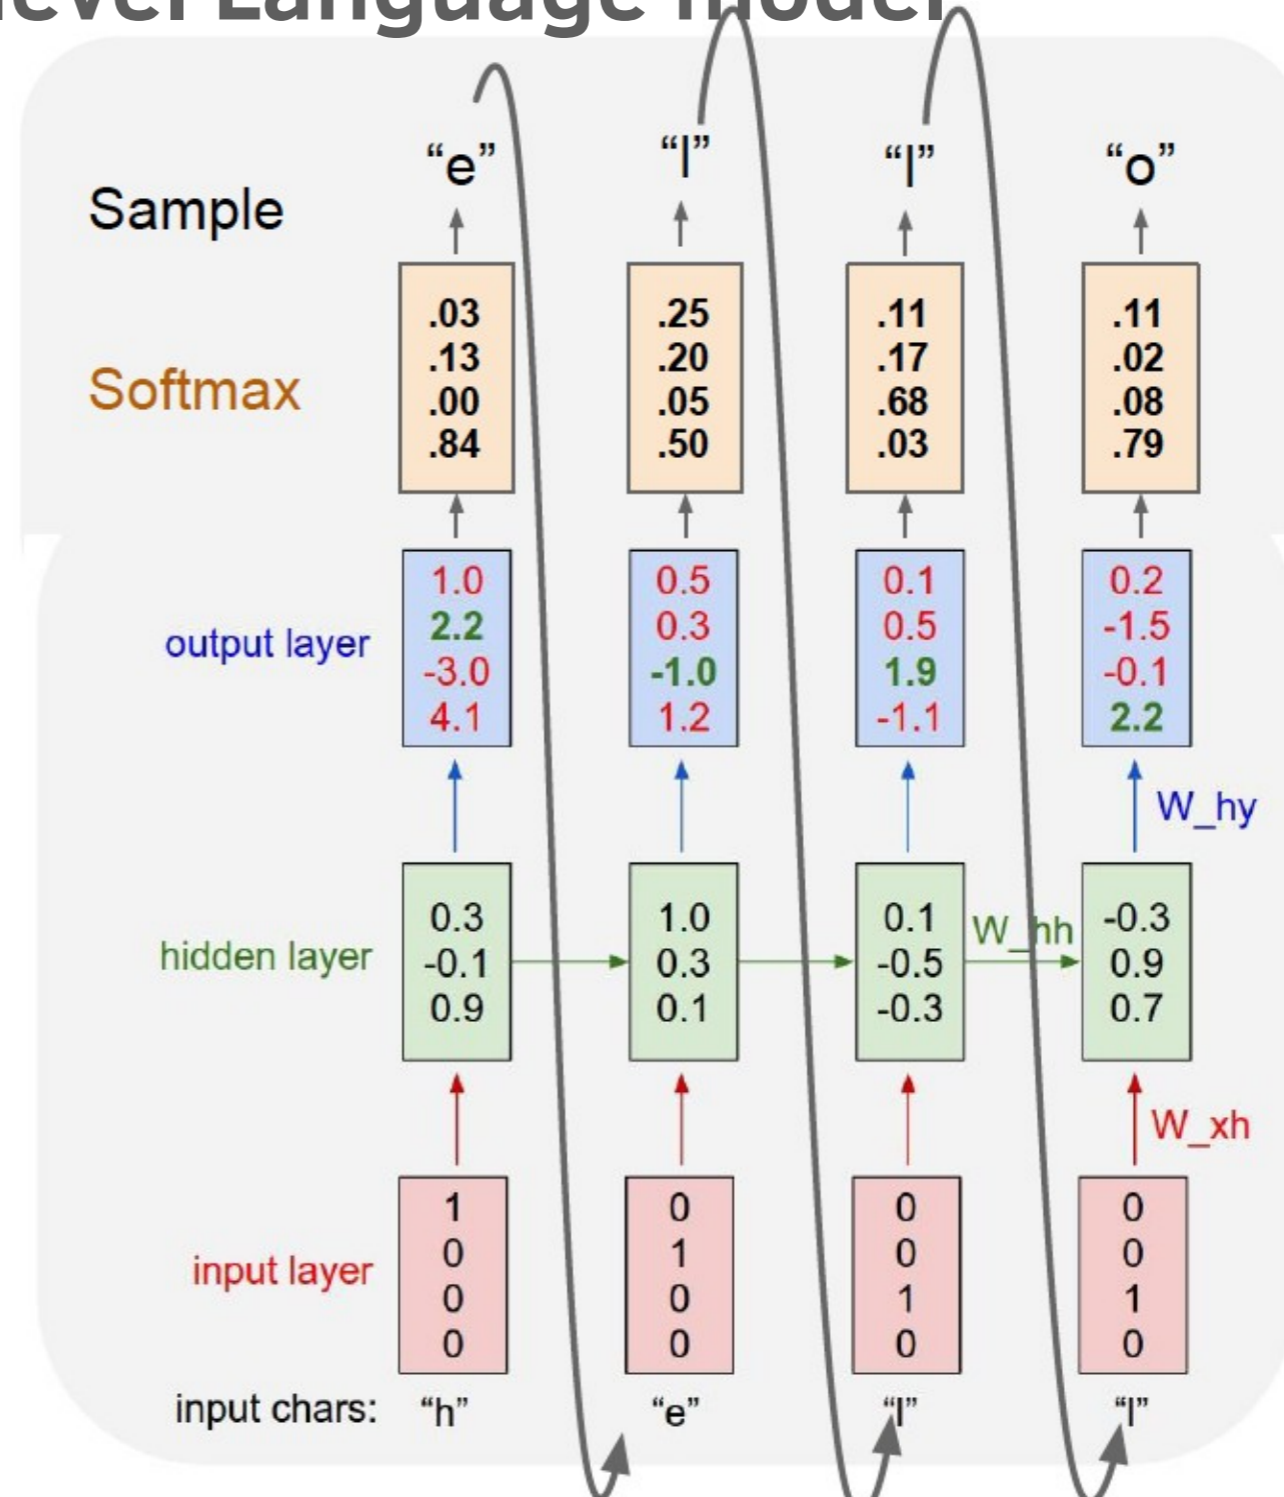 level Language model
“e” “l” “l” “o”
Sample
.03 .25 .11 .11
.13 .20 .17 .02
Softmax
.00 .05 .68 .08
.84 .50 .03 .79
1.0 0.5 0.1 0.2
2.2 0.3 0.5 -1.5
output layer
-3.0 -1.0 1.9 -0.1
4.1 1.2 -1.1 2.2
W_hy
0.3 1.0 0.1 -0.3
W_hh
hidden layer -0.1 0.3 -0.5 0.9
0.9 0.1 -0.3 0.7
W_xh
1 0 0 0
0 1 0 0
input layer
0 0 1 1
0 0 0 0
input chars: “h” “e” “l” “l”